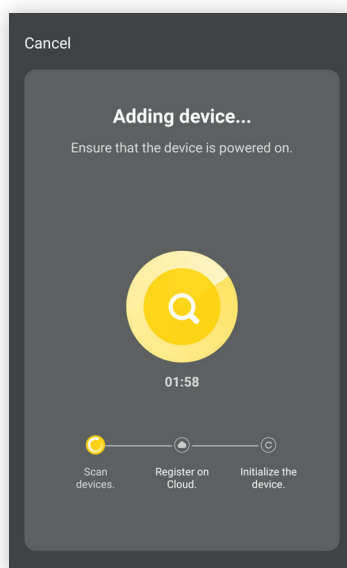 Cancel
Adding device...
Ensure that the device is powered on.
01:58
Scan
devices.
Register on
Cloud.
Initialize the
device.